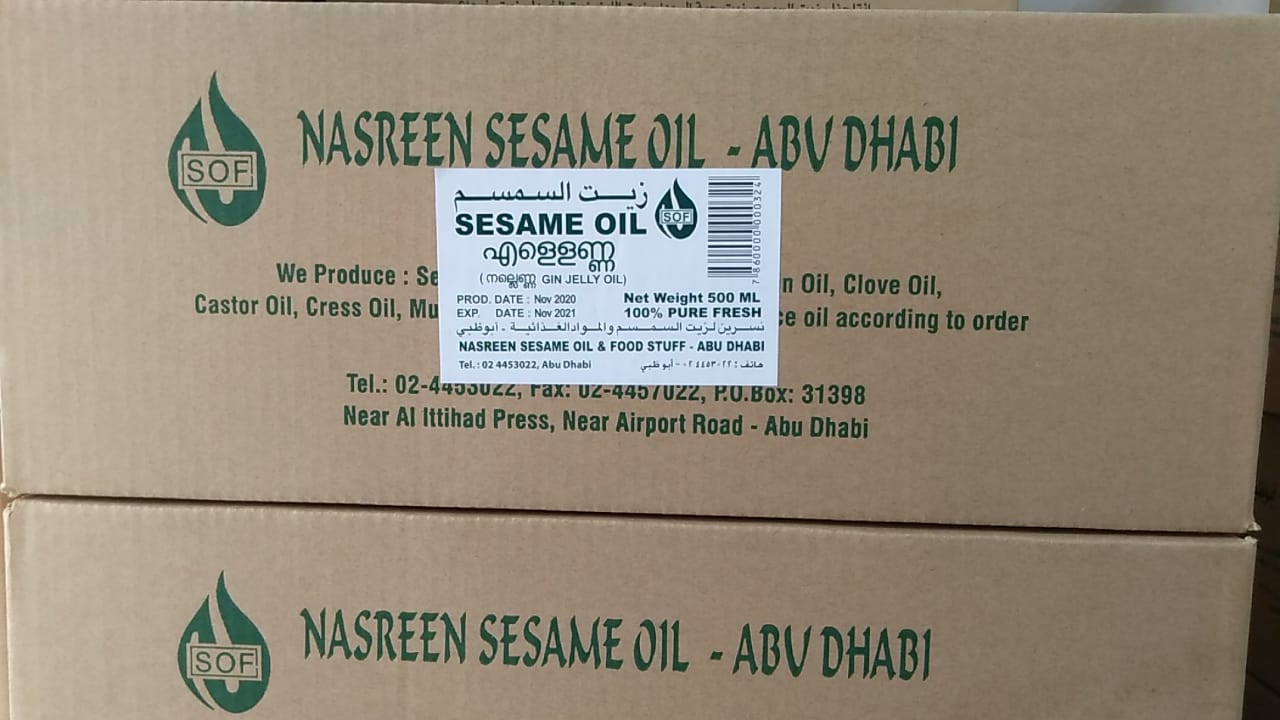 SOF
NASREEN SESAME OIL - ABU DHABI
زيت السمسم
SESAME OIL
SOF
എള്ളെണ്ണ
(നല്ലെണ്ണ GIN JELLY OIL)
PROD. DATE : Nov 2020
EXP. DATE : Nov 2021
Net Weight 500 ML
100% PURE FRESH
نسرين لزيت السمسم والمواد الغذائية - أبوظبي
NASREEN SESAME OIL & FOOD STUFF - ABU DHABI
Tel.: 02 4453022, Abu Dhabi
هاتف : ٠٢٤٤٥٣٠٢٢ - أبوظبي
7860000000324
We Produce : Se
n Oil, Clove Oil,
Castor Oil, Cress Oil, Mu
ce oil according to order
Tel.: 02-4453022, Fax: 02-4457022, P.O.Box: 31398
Near Al Ittihad Press, Near Airport Road - Abu Dhabi
SOF
NASREEN SESAME OIL - ABU DHABI